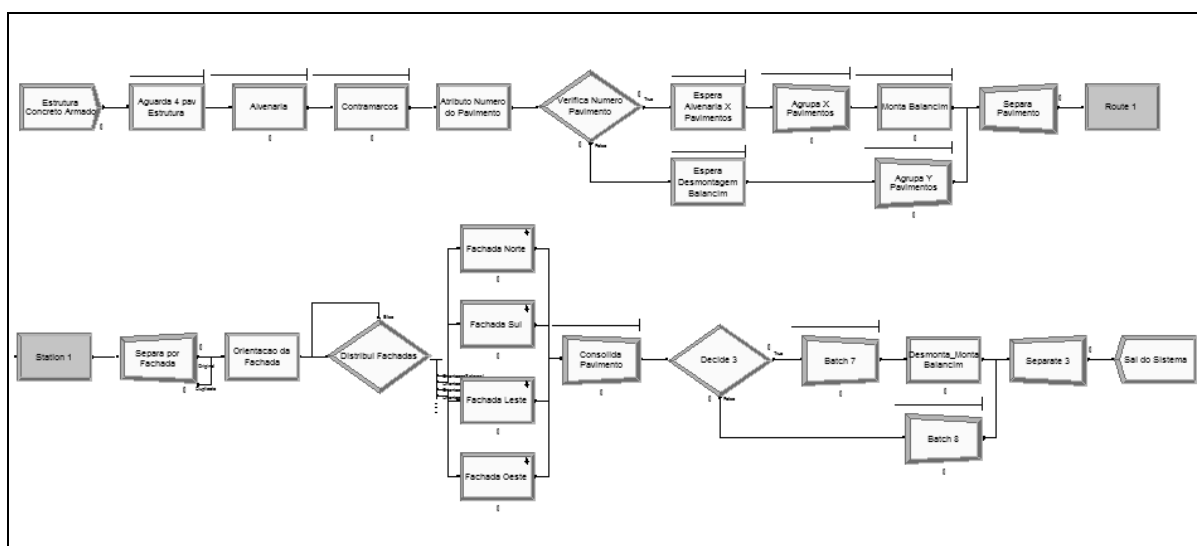 Estrutura
Concreto Armado
Aguarda 4 pav
Estrutura
Alvenaria
Contramarcos
Atributo Numero
do Pavimento
Verifica Numero
Pavimento
True
False
Espera
Alvenaria X
Pavimentos
Agrupa X
Pavimentos
Monta Balancim
Separa
Pavimento
Route 1
Espera
Desmontagem
Balancim
Agrupa Y
Pavimentos
Station 1
Separa por
Fachada
Original
Duplicate
Orientacao da
Fachada
Distribui Fachadas
Else
Fachada Norte
Fachada Sul
Fachada Leste
Fachada Oeste
Consolida
Pavimento
Decide 3
True
False
Batch 7
Desmonta_Monta
Balancim
Batch 8
Separate 3
Sai do Sistema